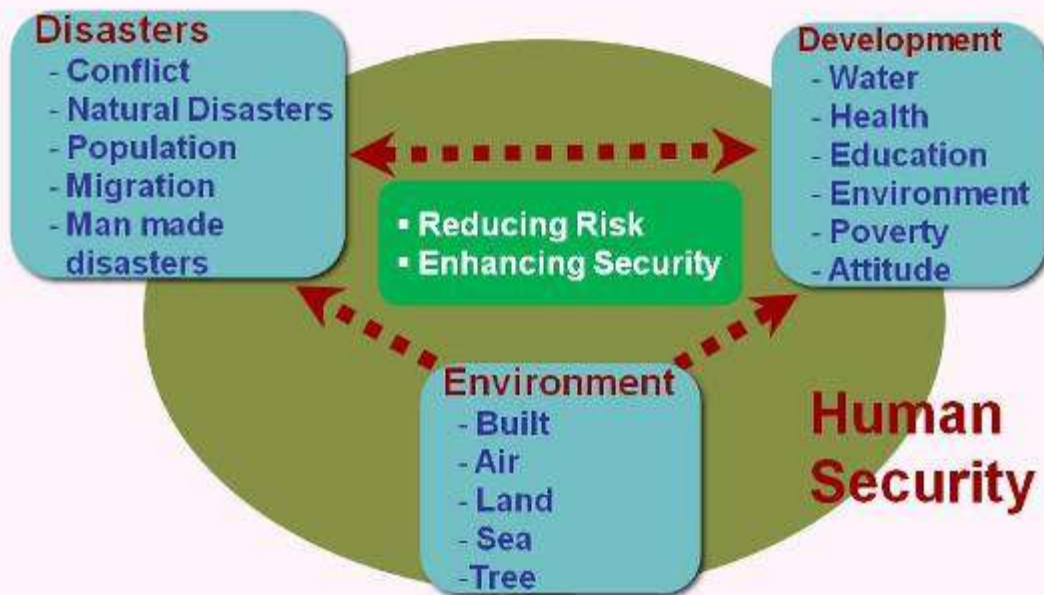 Disasters
- Conflict
- Natural Disasters
- Population
- Migration
- Man made
disasters
Development
- Water
- Health
- Education
- Environment
- Poverty
- Attitude
▪ Reducing Risk
▪ Enhancing Security
Environment
- Built
- Air
- Land
- Sea
-Tree
Human
Security